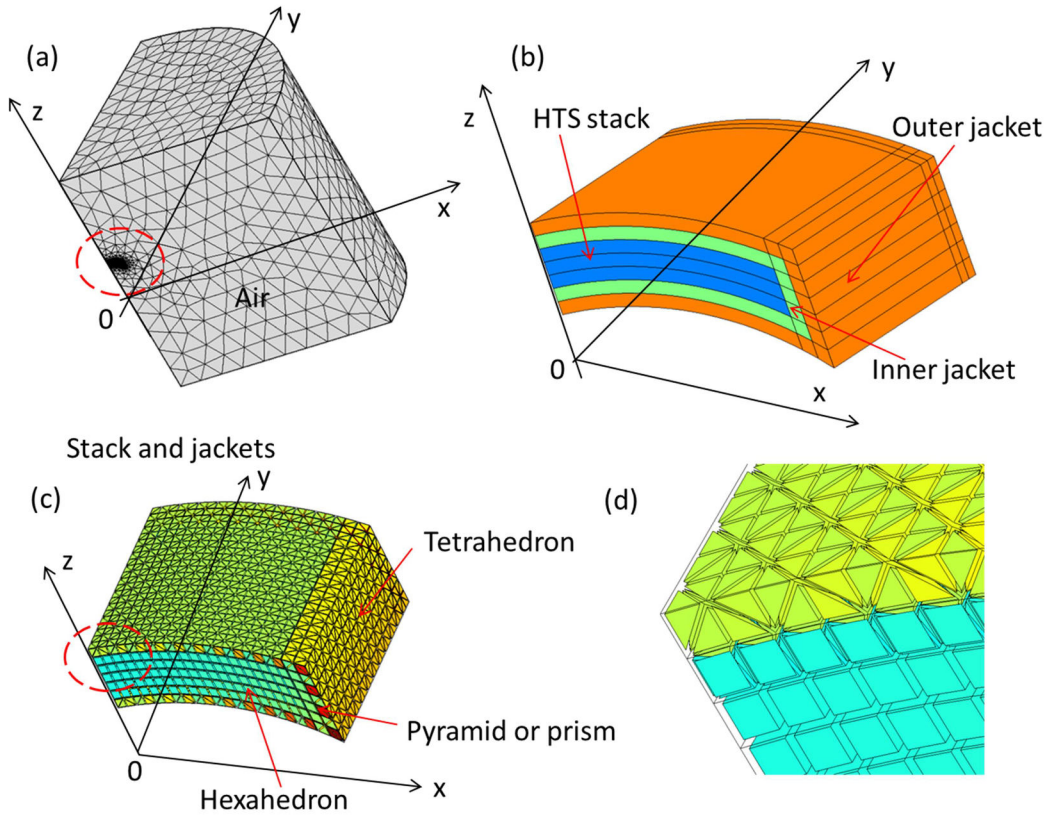 (a)
y
z
x
Air
0
(b)
y
z
HTS stack
Outer jacket
Inner jacket
0
x
Stack and jackets
(c)
y
z
Tetrahedron
Pyramid or prism
0
Hexahedron
x
(d)